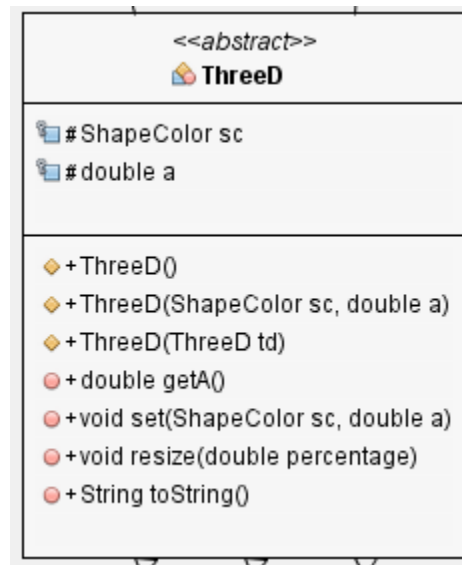 <<abstract>>
ThreeD
#ShapeColor sc
#double a
+ThreeD()
+ThreeD(ShapeColor sc, double a)
+ThreeD(ThreeD td)
+double getA()
+void set(ShapeColor sc, double a)
+void resize(double percentage)
+String toString()